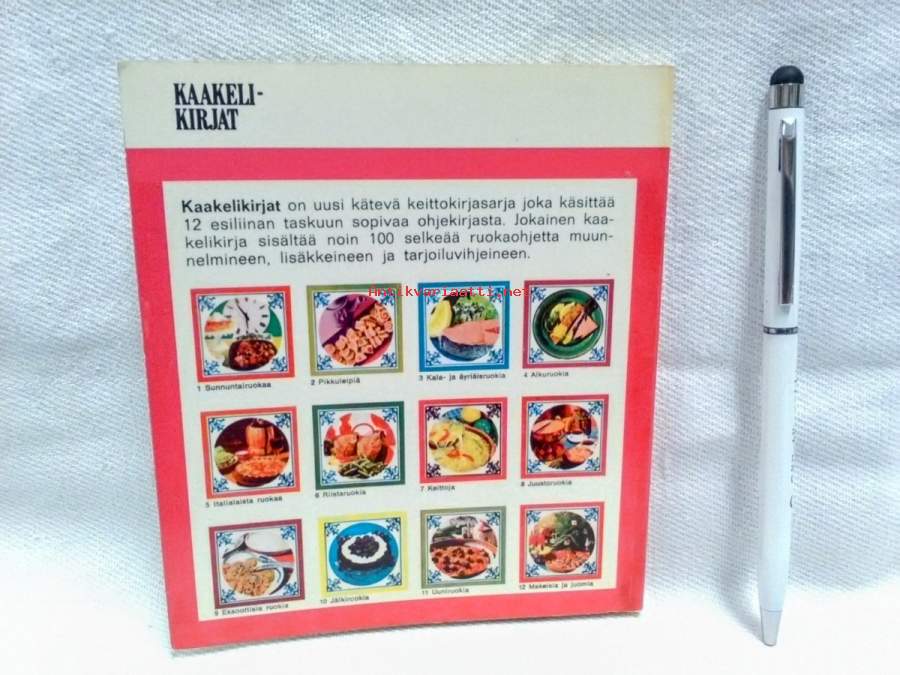 KAAKELI-
KIRJAT
Kaakelikirjat on uusi kätevä keittokirjasarja joka käsittää
12 esiliinan taskuun sopivaa ohjekirjasta. Jokainen kaa-
kelikirja sisältää noin 100 selkeää ruokaohjetta muun-
nelmineen, lisäkkeineen ja tarjoiluvihjeineen.
Antikvariaatti.net
1 Sunnuntairuokaa
2 Pikkuleipiä
3 Kala- ja äyriäisruokia
4 Alkuruokia
5 Italialaista ruokaa
6 Riistaruokia
7 Keittoja
8 Juustoruokia
9 Eksoottisia ruokia
10 Jälkiruokia
11 Uuniruokia
12 Makeisia ja juomia